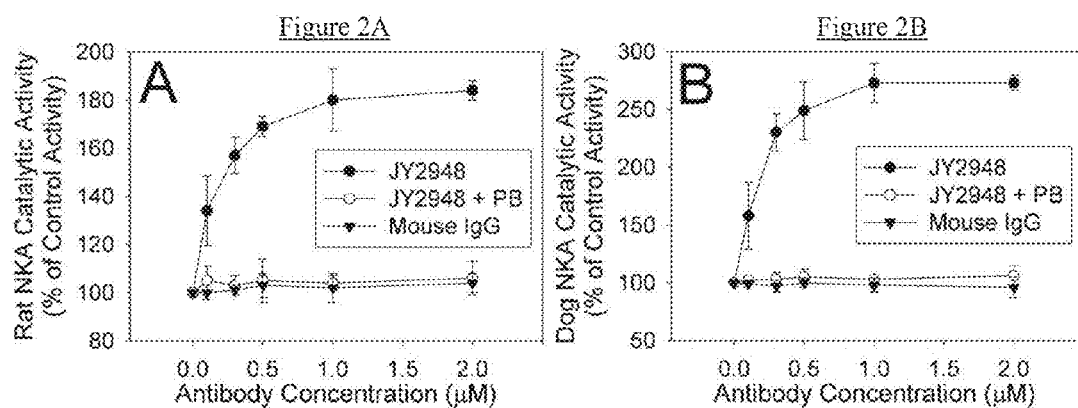 Figure 2A
A
Rat NKA Catalytic Activity
(% of Control Activity)
200
180
160
140
120
100
80
JY2948
JY2948 + PB
Mouse IgG
0.0 0.5 1.0 1.5 2.0
Antibody Concentration (μM)
Figure 2B
B
Dog NKA Catalytic Activity
(% of Control Activity)
300
250
200
150
100
50
JY2948
JY2948 + PB
Mouse IgG
0.0 0.5 1.0 1.5 2.0
Antibody Concentration (μM)